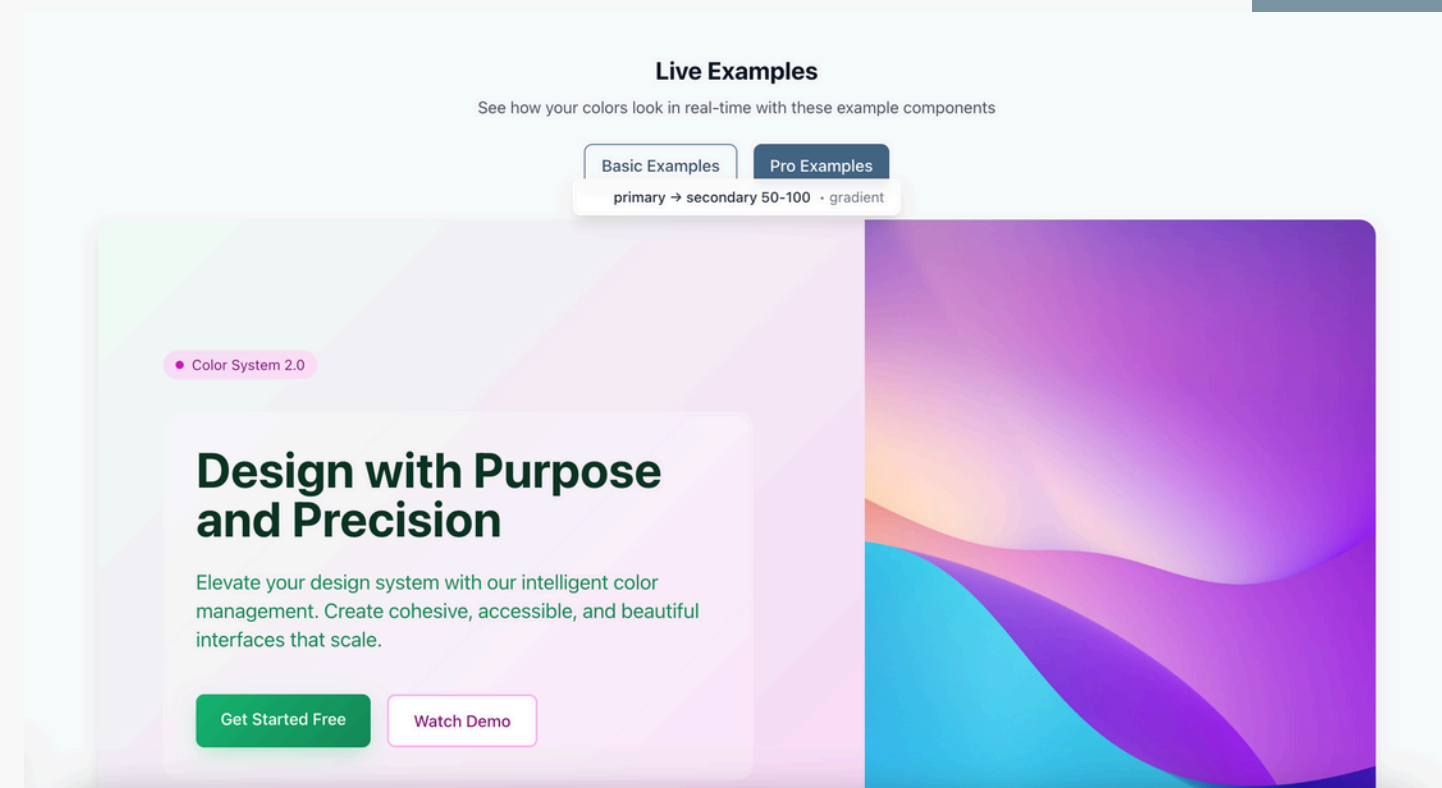 Live Examples
See how your colors look in real-time with these example components
Basic Examples
Pro Examples
primary → secondary 50-100 • gradient
Color System 2.0
Design with Purpose
and Precision
Elevate your design system with our intelligent color
management. Create cohesive, accessible, and beautiful
interfaces that scale.
Get Started Free
Watch Demo